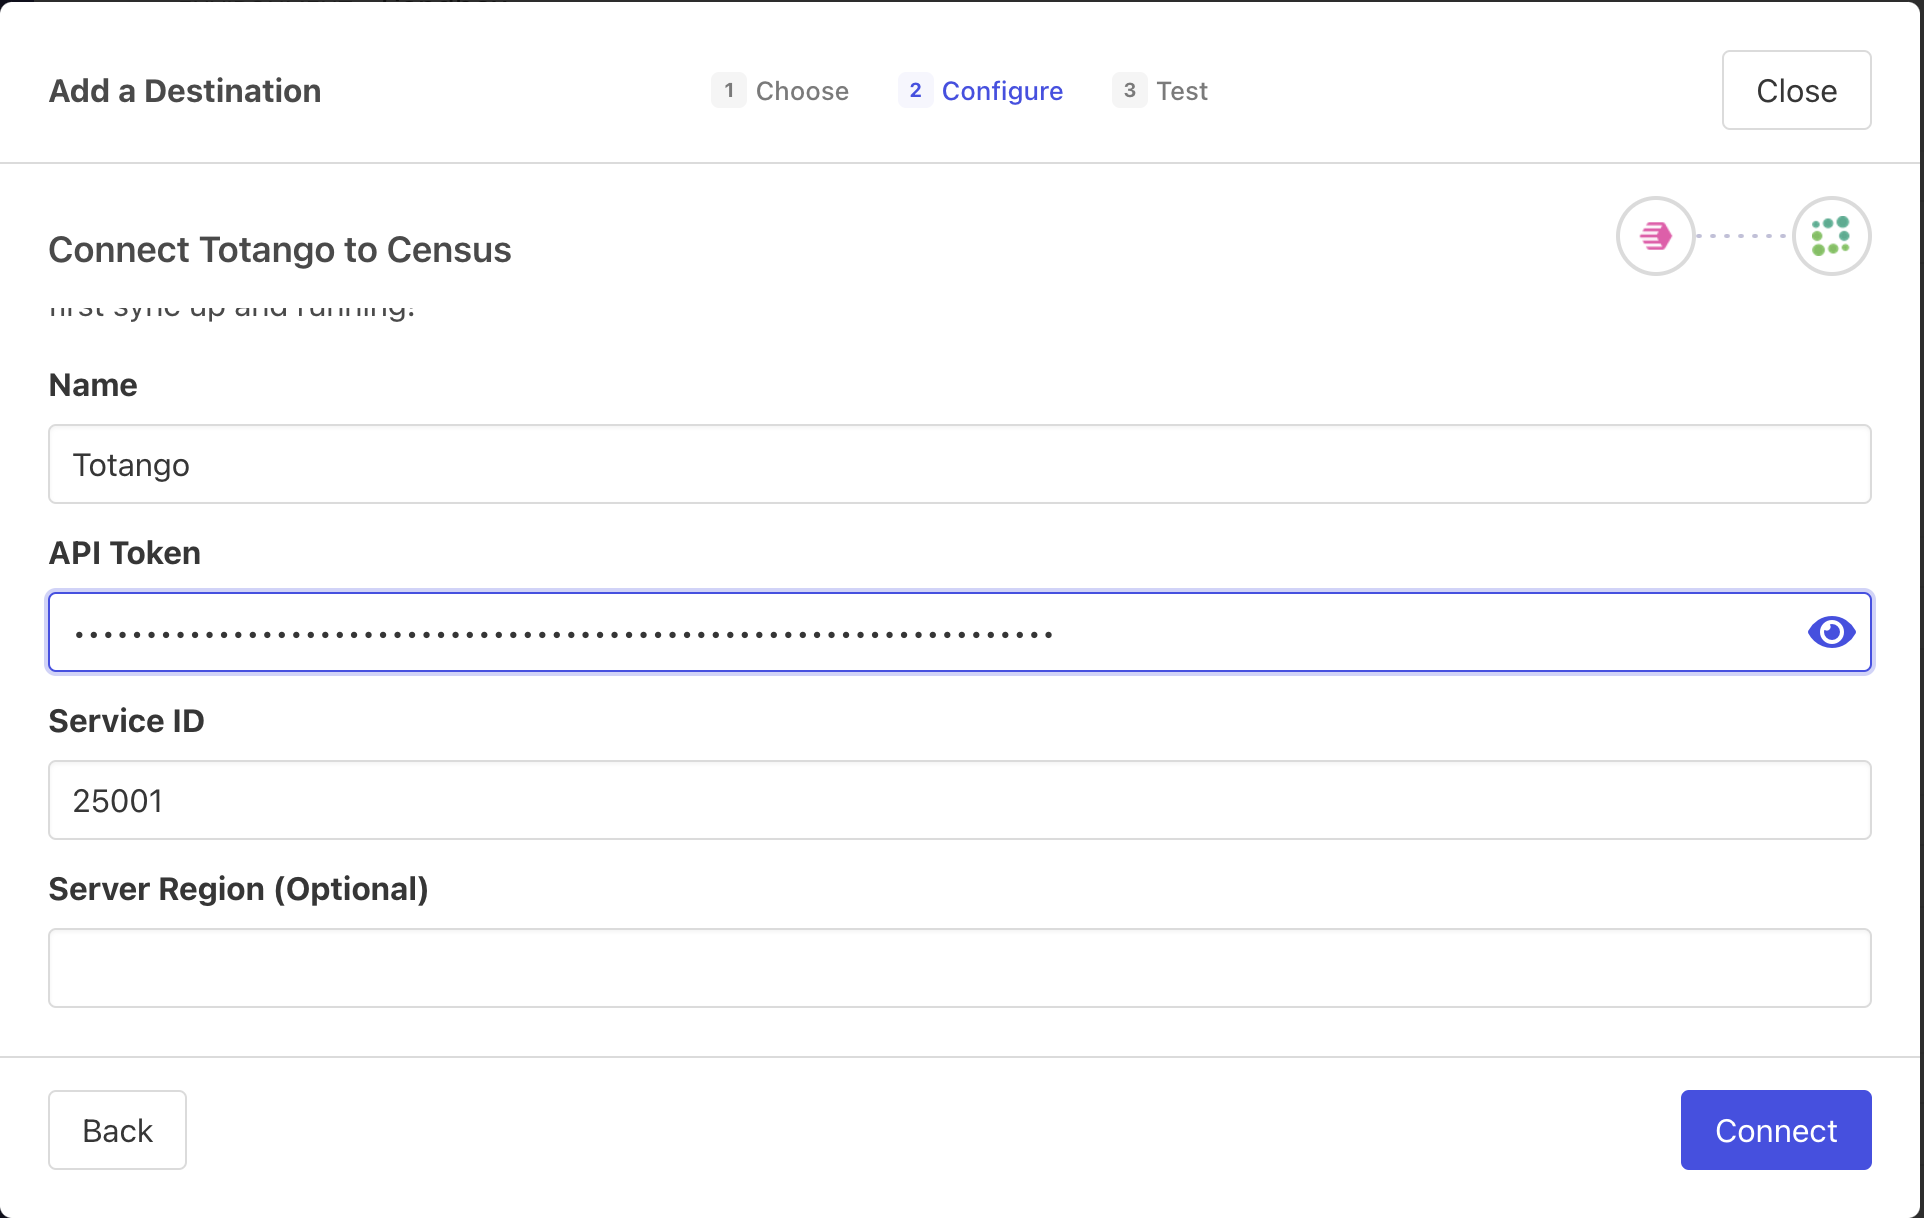 Add a Destination
1 Choose
2 Configure
3 Test
Close
Connect Totango to Census
first sync up and running!
Name
Totango
API Token
••••••••••••••••••••••••••••••••••••••••••••••••••••••••••••••••••••
Service ID
25001
Server Region (Optional)
Back
Connect